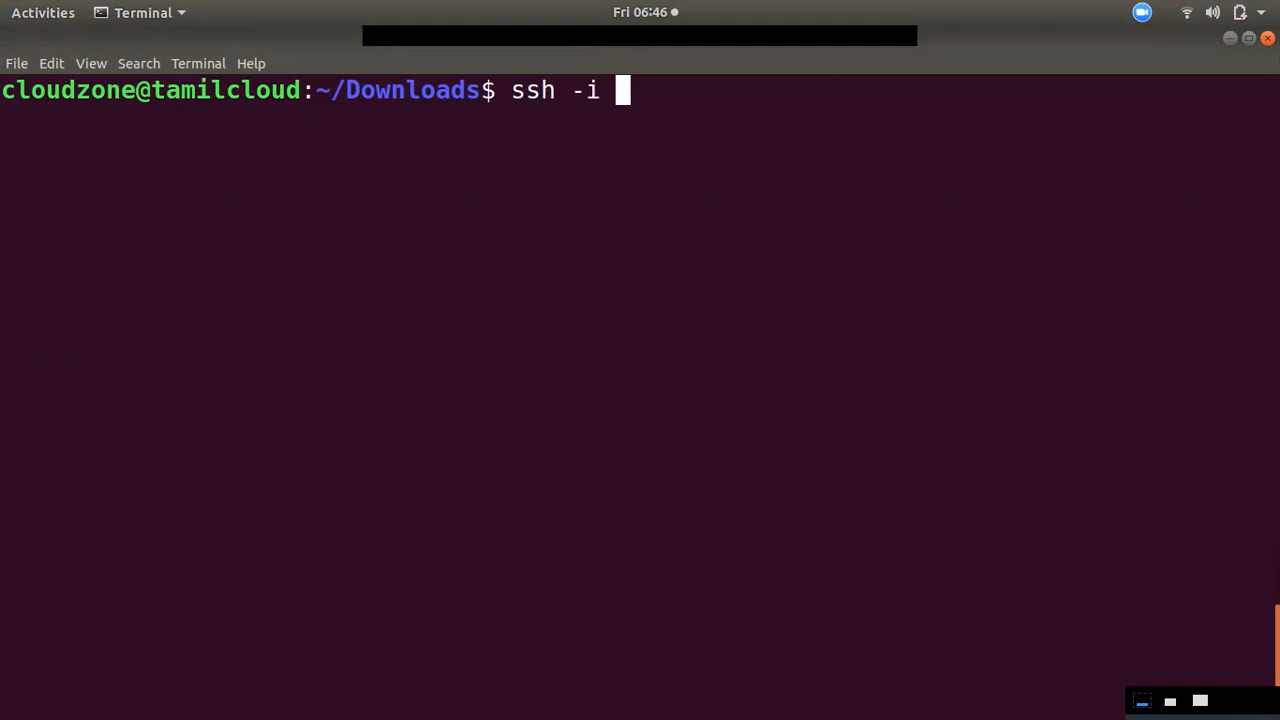 Activities Terminal Fri 06:46
File Edit View Search Terminal Help
cloudzone@tamilcloud:~/Downloads$ ssh -i